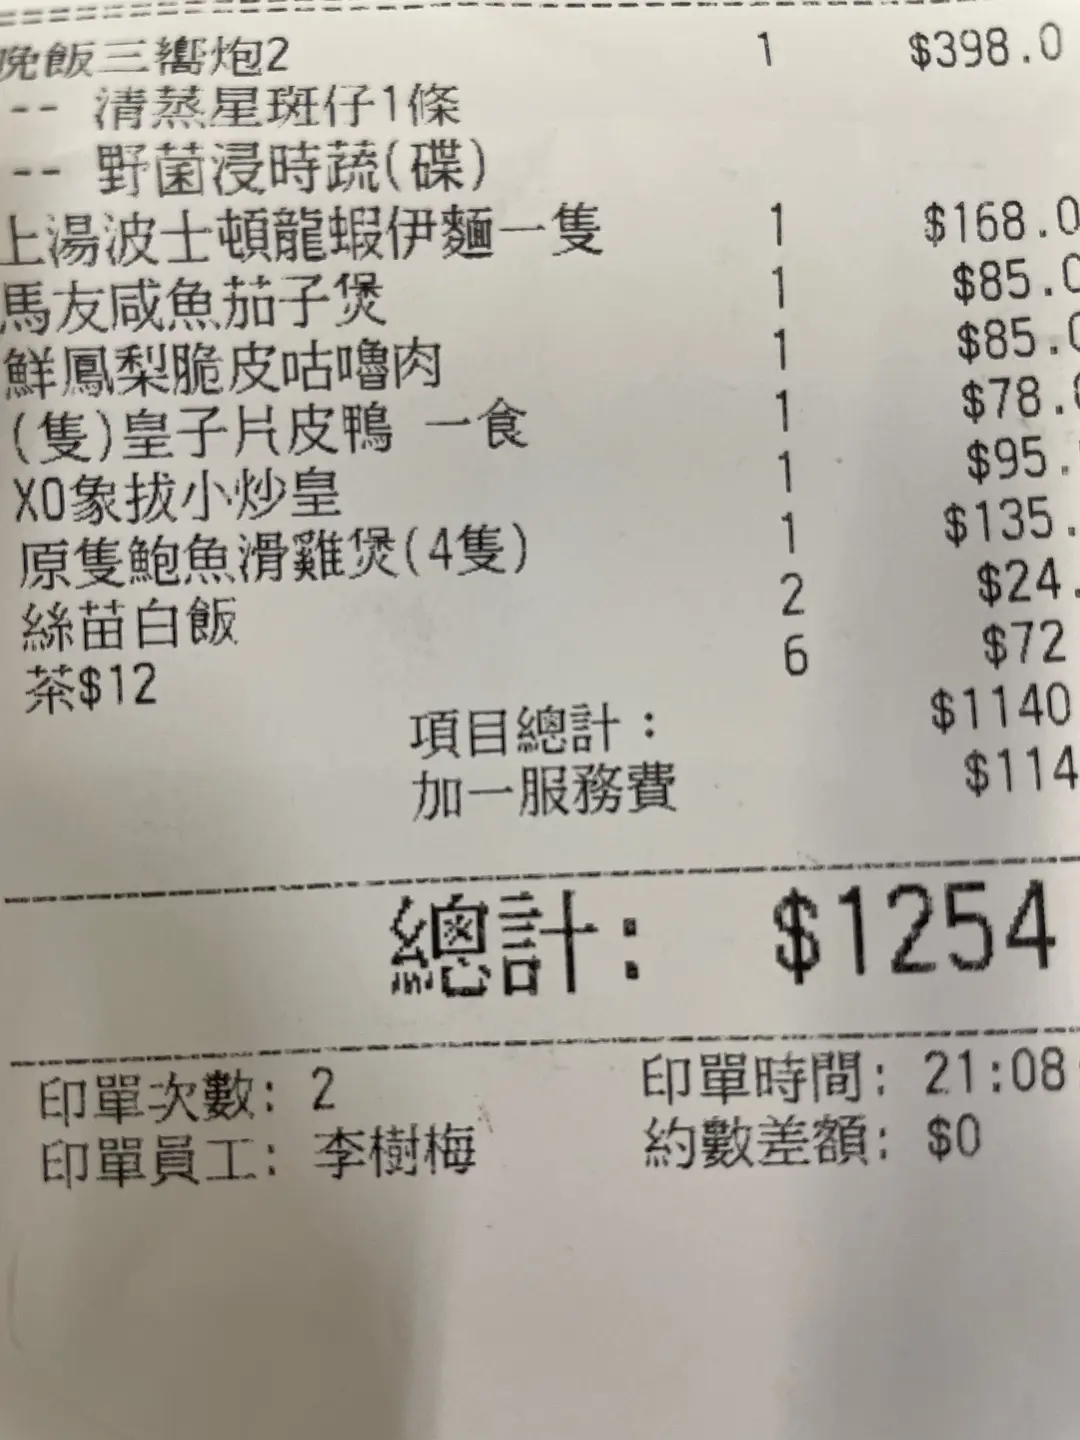 晚飯三嚮炮2 1 $398.0
-- 清蒸星斑仔1條
-- 野菌浸時蔬(碟)
上湯波士頓龍蝦伊麵一隻 1 $168.0
馬友咸魚茄子煲 1 $85.0
鮮鳳梨脆皮咕嚕肉 1 $85.0
(隻)皇子片皮鴨 一食 1 $78.0
XO象拔小炒皇 1 $95.
原隻鮑魚滑雞煲(4隻) 1 $135.
絲苗白飯 2 $24.
茶$12 6 $72
項目總計： $1140
加一服務費 $114
總計: $1254
印單次數: 2 印單時間: 21:08
印單員工: 李樹梅 約數差額: $0